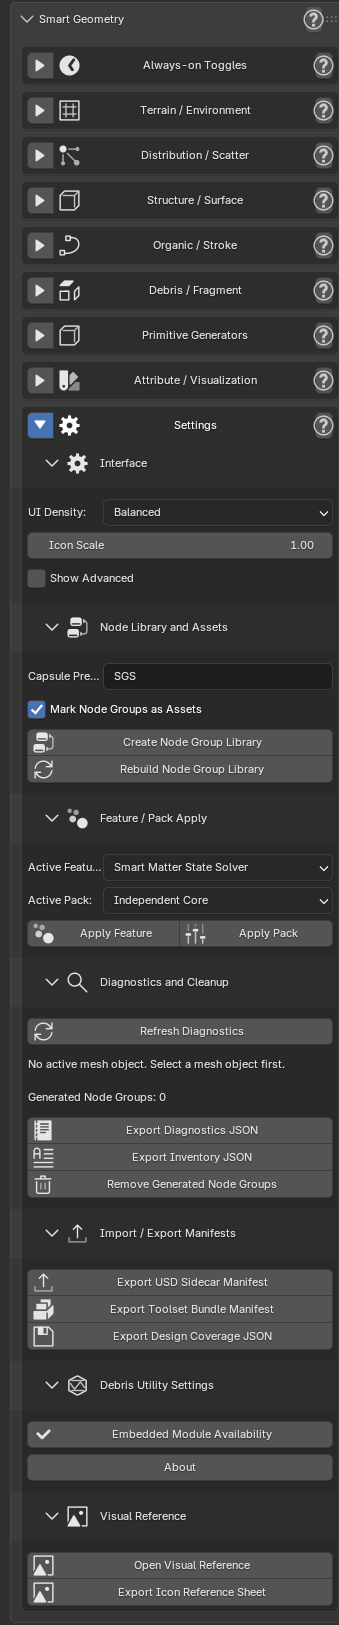 Smart Geometry
Always-on Toggles
Terrain / Environment
Distribution / Scatter
Structure / Surface
Organic / Stroke
Debris / Fragment
Primitive Generators
Attribute / Visualization
Settings
Interface
UI Density: Balanced
Icon Scale 1.00
Show Advanced
Node Library and Assets
Capsule Pre... SGS
Mark Node Groups as Assets
Create Node Group Library
Rebuild Node Group Library
Feature / Pack Apply
Active Featu... Smart Matter State Solver
Active Pack: Independent Core
Apply Feature Apply Pack
Diagnostics and Cleanup
Refresh Diagnostics
No active mesh object. Select a mesh object first.
Generated Node Groups: 0
Export Diagnostics JSON
Export Inventory JSON
Remove Generated Node Groups
Import / Export Manifests
Export USD Sidecar Manifest
Export Toolset Bundle Manifest
Export Design Coverage JSON
Debris Utility Settings
Embedded Module Availability
About
Visual Reference
Open Visual Reference
Export Icon Reference Sheet